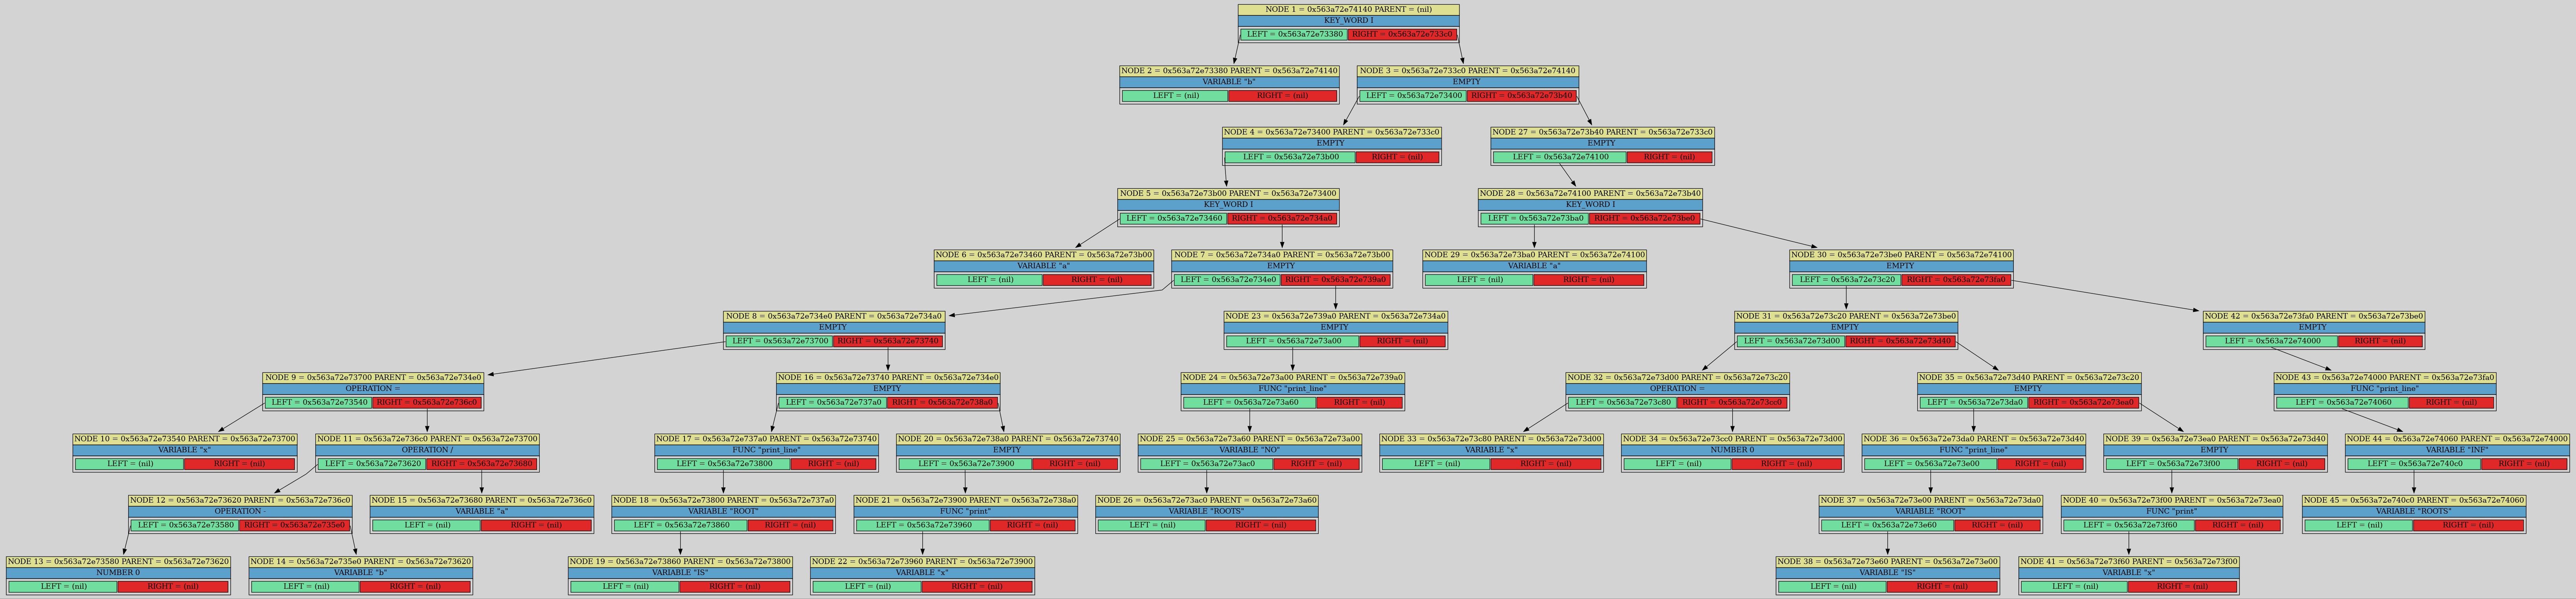 NODE 1 = 0x563a72e74140 PARENT = (nil)
KEY_WORD I
LEFT = 0x563a72e73380 RIGHT = 0x563a72e733c0
NODE 2 = 0x563a72e73380 PARENT = 0x563a72e74140
VARIABLE "b"
LEFT = (nil) RIGHT = (nil)
NODE 3 = 0x563a72e733c0 PARENT = 0x563a72e74140
EMPTY
LEFT = 0x563a72e73400 RIGHT = 0x563a72e73b40
NODE 4 = 0x563a72e73400 PARENT = 0x563a72e733c0
EMPTY
LEFT = 0x563a72e73b00 RIGHT = (nil)
NODE 27 = 0x563a72e73b40 PARENT = 0x563a72e733c0
EMPTY
LEFT = 0x563a72e74100 RIGHT = (nil)
NODE 5 = 0x563a72e73b00 PARENT = 0x563a72e73400
KEY_WORD I
LEFT = 0x563a72e73460 RIGHT = 0x563a72e734a0
NODE 28 = 0x563a72e74100 PARENT = 0x563a72e73b40
KEY_WORD I
LEFT = 0x563a72e73ba0 RIGHT = 0x563a72e73be0
NODE 6 = 0x563a72e73460 PARENT = 0x563a72e73b00
VARIABLE "a"
LEFT = (nil) RIGHT = (nil)
NODE 7 = 0x563a72e734a0 PARENT = 0x563a72e73b00
EMPTY
LEFT = 0x563a72e734e0 RIGHT = 0x563a72e739a0
NODE 29 = 0x563a72e73ba0 PARENT = 0x563a72e74100
VARIABLE "a"
LEFT = (nil) RIGHT = (nil)
NODE 30 = 0x563a72e73be0 PARENT = 0x563a72e74100
EMPTY
LEFT = 0x563a72e73c20 RIGHT = 0x563a72e73fa0
NODE 8 = 0x563a72e734e0 PARENT = 0x563a72e734a0
EMPTY
LEFT = 0x563a72e73700 RIGHT = 0x563a72e73740
NODE 23 = 0x563a72e739a0 PARENT = 0x563a72e734a0
EMPTY
LEFT = 0x563a72e73a00 RIGHT = (nil)
NODE 31 = 0x563a72e73c20 PARENT = 0x563a72e73be0
EMPTY
LEFT = 0x563a72e73d00 RIGHT = 0x563a72e73d40
NODE 42 = 0x563a72e73fa0 PARENT = 0x563a72e73be0
EMPTY
LEFT = 0x563a72e74000 RIGHT = (nil)
NODE 9 = 0x563a72e73700 PARENT = 0x563a72e734e0
OPERATION =
LEFT = 0x563a72e73540 RIGHT = 0x563a72e736c0
NODE 16 = 0x563a72e73740 PARENT = 0x563a72e734e0
EMPTY
LEFT = 0x563a72e737a0 RIGHT = 0x563a72e738a0
NODE 24 = 0x563a72e73a00 PARENT = 0x563a72e739a0
FUNC "print_line"
LEFT = 0x563a72e73a60 RIGHT = (nil)
NODE 32 = 0x563a72e73d00 PARENT = 0x563a72e73c20
OPERATION =
LEFT = 0x563a72e73c80 RIGHT = 0x563a72e73cc0
NODE 35 = 0x563a72e73d40 PARENT = 0x563a72e73c20
EMPTY
LEFT = 0x563a72e73da0 RIGHT = 0x563a72e73ea0
NODE 43 = 0x563a72e74000 PARENT = 0x563a72e73fa0
FUNC "print_line"
LEFT = 0x563a72e74060 RIGHT = (nil)
NODE 10 = 0x563a72e73540 PARENT = 0x563a72e73700
VARIABLE "x"
LEFT = (nil) RIGHT = (nil)
NODE 11 = 0x563a72e736c0 PARENT = 0x563a72e73700
OPERATION /
LEFT = 0x563a72e73620 RIGHT = 0x563a72e73680
NODE 17 = 0x563a72e737a0 PARENT = 0x563a72e73740
FUNC "print_line"
LEFT = 0x563a72e73800 RIGHT = (nil)
NODE 20 = 0x563a72e738a0 PARENT = 0x563a72e73740
EMPTY
LEFT = 0x563a72e73900 RIGHT = (nil)
NODE 25 = 0x563a72e73a60 PARENT = 0x563a72e73a00
VARIABLE "NO"
LEFT = 0x563a72e73ac0 RIGHT = (nil)
NODE 33 = 0x563a72e73c80 PARENT = 0x563a72e73d00
VARIABLE "x"
LEFT = (nil) RIGHT = (nil)
NODE 34 = 0x563a72e73cc0 PARENT = 0x563a72e73d00
NUMBER 0
LEFT = (nil) RIGHT = (nil)
NODE 36 = 0x563a72e73da0 PARENT = 0x563a72e73d40
FUNC "print_line"
LEFT = 0x563a72e73e00 RIGHT = (nil)
NODE 39 = 0x563a72e73ea0 PARENT = 0x563a72e73d40
EMPTY
LEFT = 0x563a72e73f00 RIGHT = (nil)
NODE 44 = 0x563a72e74060 PARENT = 0x563a72e74000
VARIABLE "INF"
LEFT = 0x563a72e740c0 RIGHT = (nil)
NODE 12 = 0x563a72e73620 PARENT = 0x563a72e736c0
OPERATION -
LEFT = 0x563a72e73580 RIGHT = 0x563a72e735e0
NODE 15 = 0x563a72e73680 PARENT = 0x563a72e736c0
VARIABLE "a"
LEFT = (nil) RIGHT = (nil)
NODE 18 = 0x563a72e73800 PARENT = 0x563a72e737a0
VARIABLE "ROOT"
LEFT = 0x563a72e73860 RIGHT = (nil)
NODE 21 = 0x563a72e73900 PARENT = 0x563a72e738a0
FUNC "print"
LEFT = 0x563a72e73960 RIGHT = (nil)
NODE 26 = 0x563a72e73ac0 PARENT = 0x563a72e73a60
VARIABLE "ROOTS"
LEFT = (nil) RIGHT = (nil)
NODE 37 = 0x563a72e73e00 PARENT = 0x563a72e73da0
VARIABLE "ROOT"
LEFT = 0x563a72e73e60 RIGHT = (nil)
NODE 40 = 0x563a72e73f00 PARENT = 0x563a72e73ea0
FUNC "print"
LEFT = 0x563a72e73f60 RIGHT = (nil)
NODE 45 = 0x563a72e740c0 PARENT = 0x563a72e74060
VARIABLE "ROOTS"
LEFT = (nil) RIGHT = (nil)
NODE 13 = 0x563a72e73580 PARENT = 0x563a72e73620
NUMBER 0
LEFT = (nil) RIGHT = (nil)
NODE 14 = 0x563a72e735e0 PARENT = 0x563a72e73620
VARIABLE "b"
LEFT = (nil) RIGHT = (nil)
NODE 19 = 0x563a72e73860 PARENT = 0x563a72e73800
VARIABLE "IS"
LEFT = (nil) RIGHT = (nil)
NODE 22 = 0x563a72e73960 PARENT = 0x563a72e73900
VARIABLE "x"
LEFT = (nil) RIGHT = (nil)
NODE 38 = 0x563a72e73e60 PARENT = 0x563a72e73e00
VARIABLE "IS"
LEFT = (nil) RIGHT = (nil)
NODE 41 = 0x563a72e73f60 PARENT = 0x563a72e73f00
VARIABLE "x"
LEFT = (nil) RIGHT = (nil)